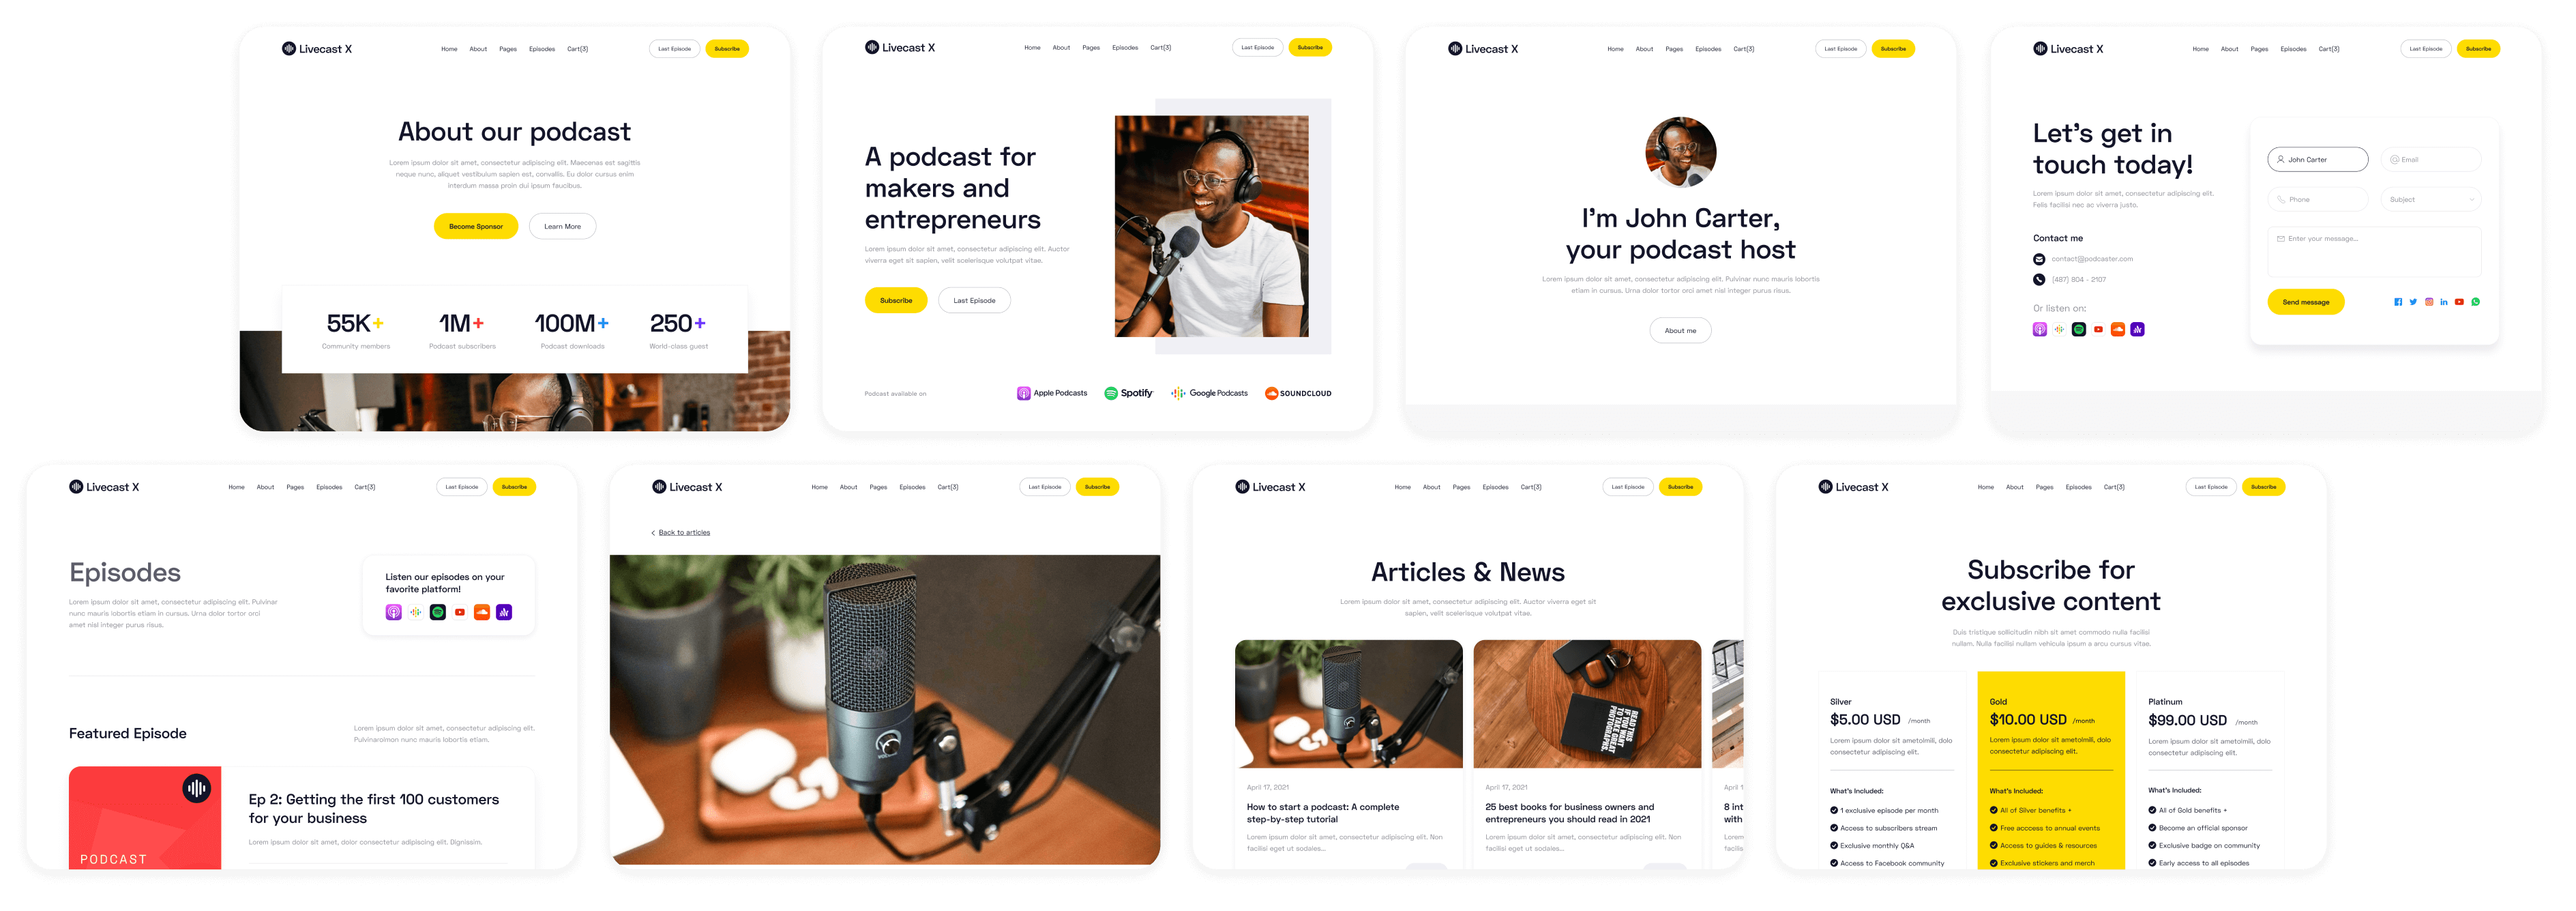 Livecast X
Home About Pages Episodes Cart(3)
Last Episode
Subscribe
About our podcast
Lorem ipsum dolor sit amet, consectetur adipiscing elit. Maecenas est sagittis
neque nunc, aliquet vestibulum sapien est, convallis. Eu dolor cursus enim
interdum massa proin dui ipsum faucibus.
Become Sponsor
Learn More
55K+
Community members
1M+
Podcast subscribers
100M+
Podcast downloads
250+
World-class guest
Livecast X
Home About Pages Episodes Cart(3)
Last Episode
Subscribe
A podcast for
makers and
entrepreneurs
Lorem ipsum dolor sit amet, consectetur adipiscing elit. Auctor
viverra eget sit sapien, velit scelerisque volutpat vitae.
Subscribe
Last Episode
Podcast available on
Apple Podcasts
Spotify
Google Podcasts
SOUNDCLOUD
Livecast X
Home About Pages Episodes Cart(3)
Last Episode
Subscribe
I'm John Carter,
your podcast host
Lorem ipsum dolor sit amet, consectetur adipiscing elit. Pulvinar nunc mauris lobortis
etiam in cursus. Urna dolor tortor orci amet nisl integer purus risus.
About me
Livecast X
Home About Pages Episodes Cart(3)
Last Episode
Subscribe
Let's get in
touch today!
Lorem ipsum dolor sit amet, consectetur adipiscing elit.
Felis facilisi nec ac viverra justo.
Contact me
contact@podcaster.com
(487) 804 - 2107
Or listen on:
John Carter
Email
Phone
Subject
Enter your message...
Send message
Livecast X
Home About Pages Episodes Cart(3)
Last Episode
Subscribe
Episodes
Lorem ipsum dolor sit amet, consectetur adipiscing elit. Pulvinar
nunc mauris lobortis etiam in cursus. Urna dolor tortor orci
amet nisl integer purus risus.
Listen our episodes on your
favorite platform!
Featured Episode
Lorem ipsum dolor sit amet, consectetur adipiscing elit.
Pulvinaroimon nunc mauris lobortis etiam.
PODCAST
Ep 2: Getting the first 100 customers
for your business
Lorem ipsum dolor sit amet, dolor consectetur adipiscing elit. Dignissim.
Livecast X
Home About Pages Episodes Cart(3)
Last Episode
Subscribe
Back to articles
Livecast X
Home About Pages Episodes Cart(3)
Last Episode
Subscribe
Articles & News
Lorem ipsum dolor sit amet, consectetur adipiscing elit. Auctor viverra eget sit
sapien, velit scelerisque volutpat vitae.
April 17, 2021
How to start a podcast: A complete
step-by-step tutorial
Lorem ipsum dolor sit amet, consectetur adipiscing elit. Non
facilisi eget ut sodales...
READ THIS
IF YOU WANT
TO TAKE GREAT
PHOTOGRAPHS.
April 17, 2021
25 best books for business owners and
entrepreneurs you should read in 2021
Lorem ipsum dolor sit amet, consectetur adipiscing elit. Non
facilisi eget ut sodales...
April 1
8 int
with
Lorem
facilis
Livecast X
Home About Pages Episodes Cart(3)
Last Episode
Subscribe
Subscribe for
exclusive content
Duis tristique sollicitudin nibh sit amet commodo nulla facilisi
nullam. Nulla facilisi nullam vehicula ipsum a arcu cursus vitae.
Silver
$5.00 USD /month
Lorem ipsum dolor sit ametolmili, dolo
consectetur adipiscing elit.
What's Included:
1 exclusive episode per month
Access to subscribers stream
Exclusive monthly Q&A
Access to Facebook community
Gold
$10.00 USD /month
Lorem ipsum dolor sit ametolmili, dolo
consectetur adipiscing elit.
What's Included:
All of Silver benefits +
Free acccess to annual events
Access to guides & resources
Exclusive stickers and merch
Platinum
$99.00 USD /month
Lorem ipsum dolor sit ametolmili, dolo
consectetur adipiscing elit.
What's Included:
All of Gold benefits +
Become an official sponsor
Exclusive badge on community
Early access to all episodes